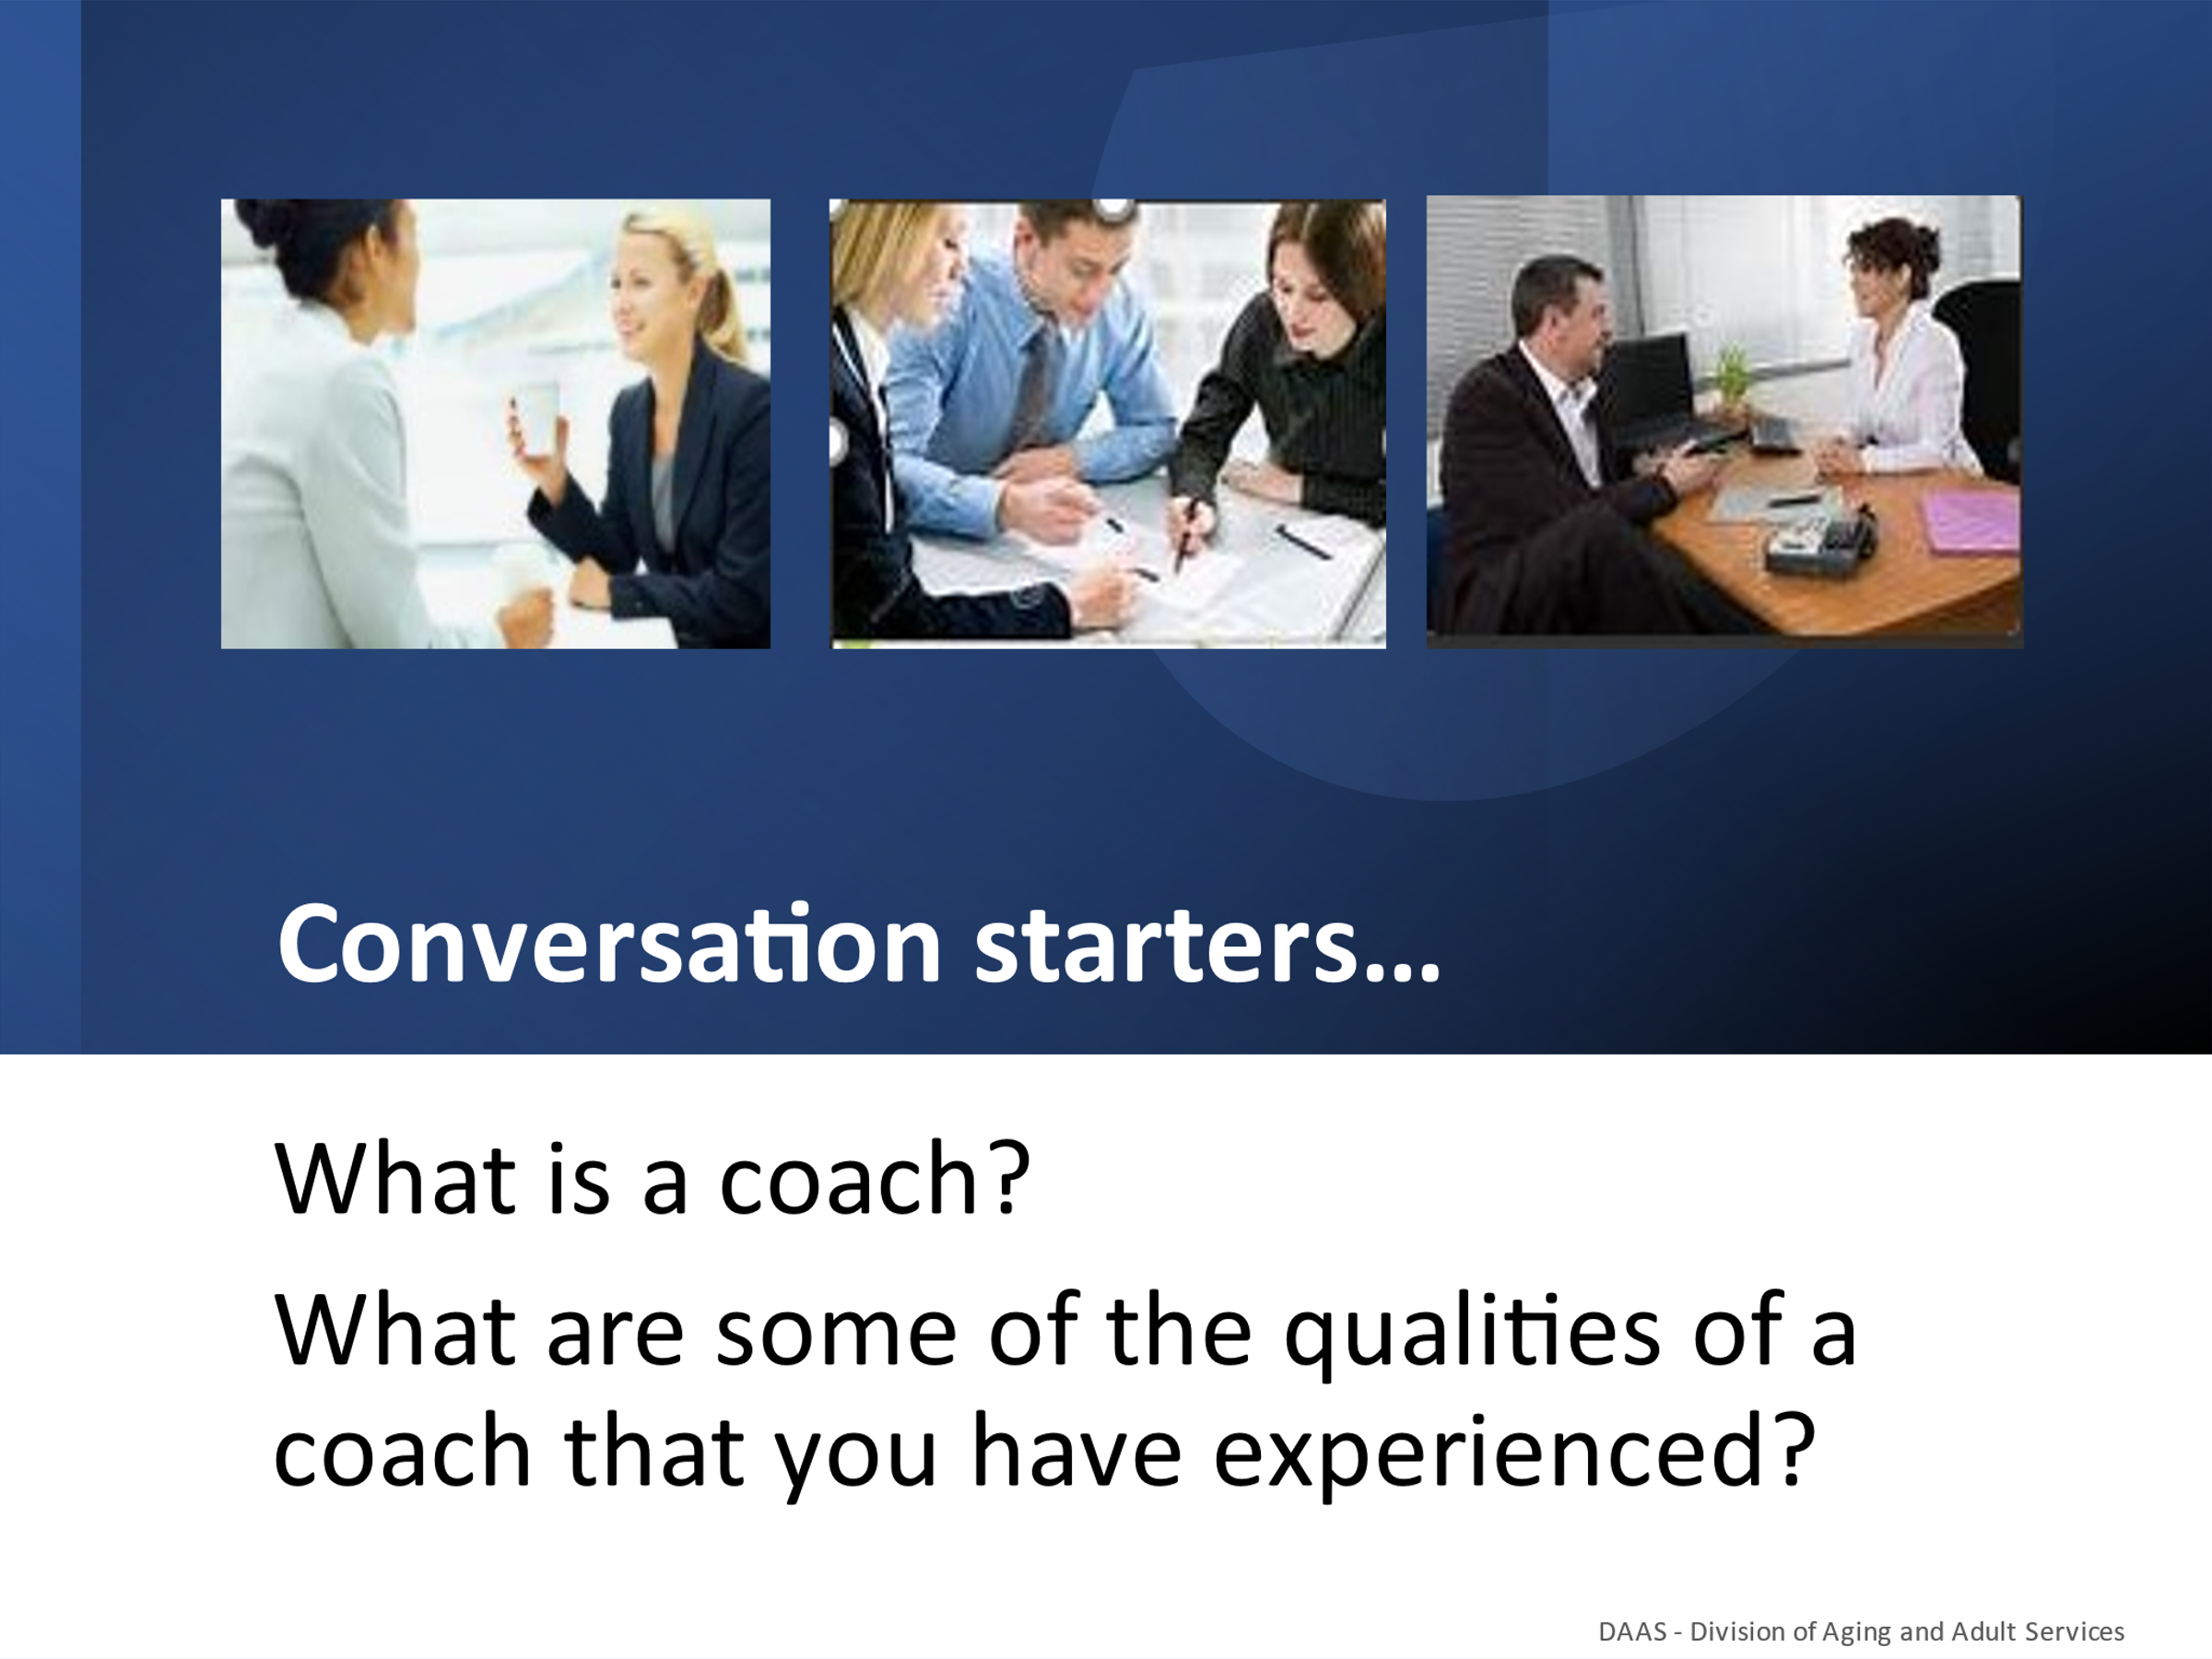 Conversation starters...
What is a coach?
What are some of the qualities of a
coach that you have experienced?
DAAS - Division of Aging and Adult Services